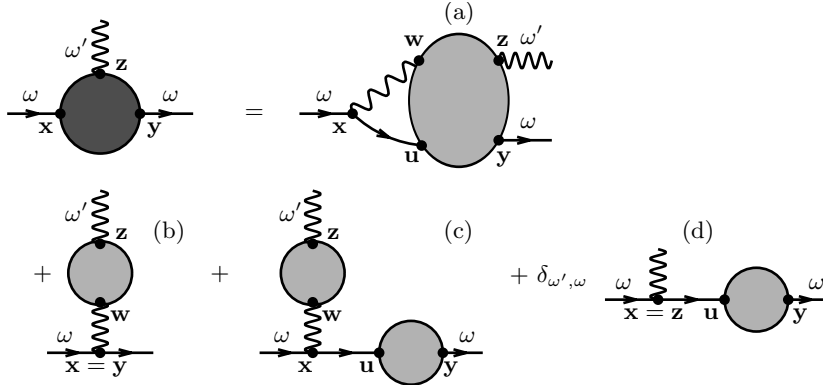 (a)
ω′ z w z ω′
ω ω = ω ω
x y x u y
ω′ z (b) ω′ z (c) (d)
+ + + δω′,ω ω ω
w w x = z u y
ω ω ω
x = y x u y